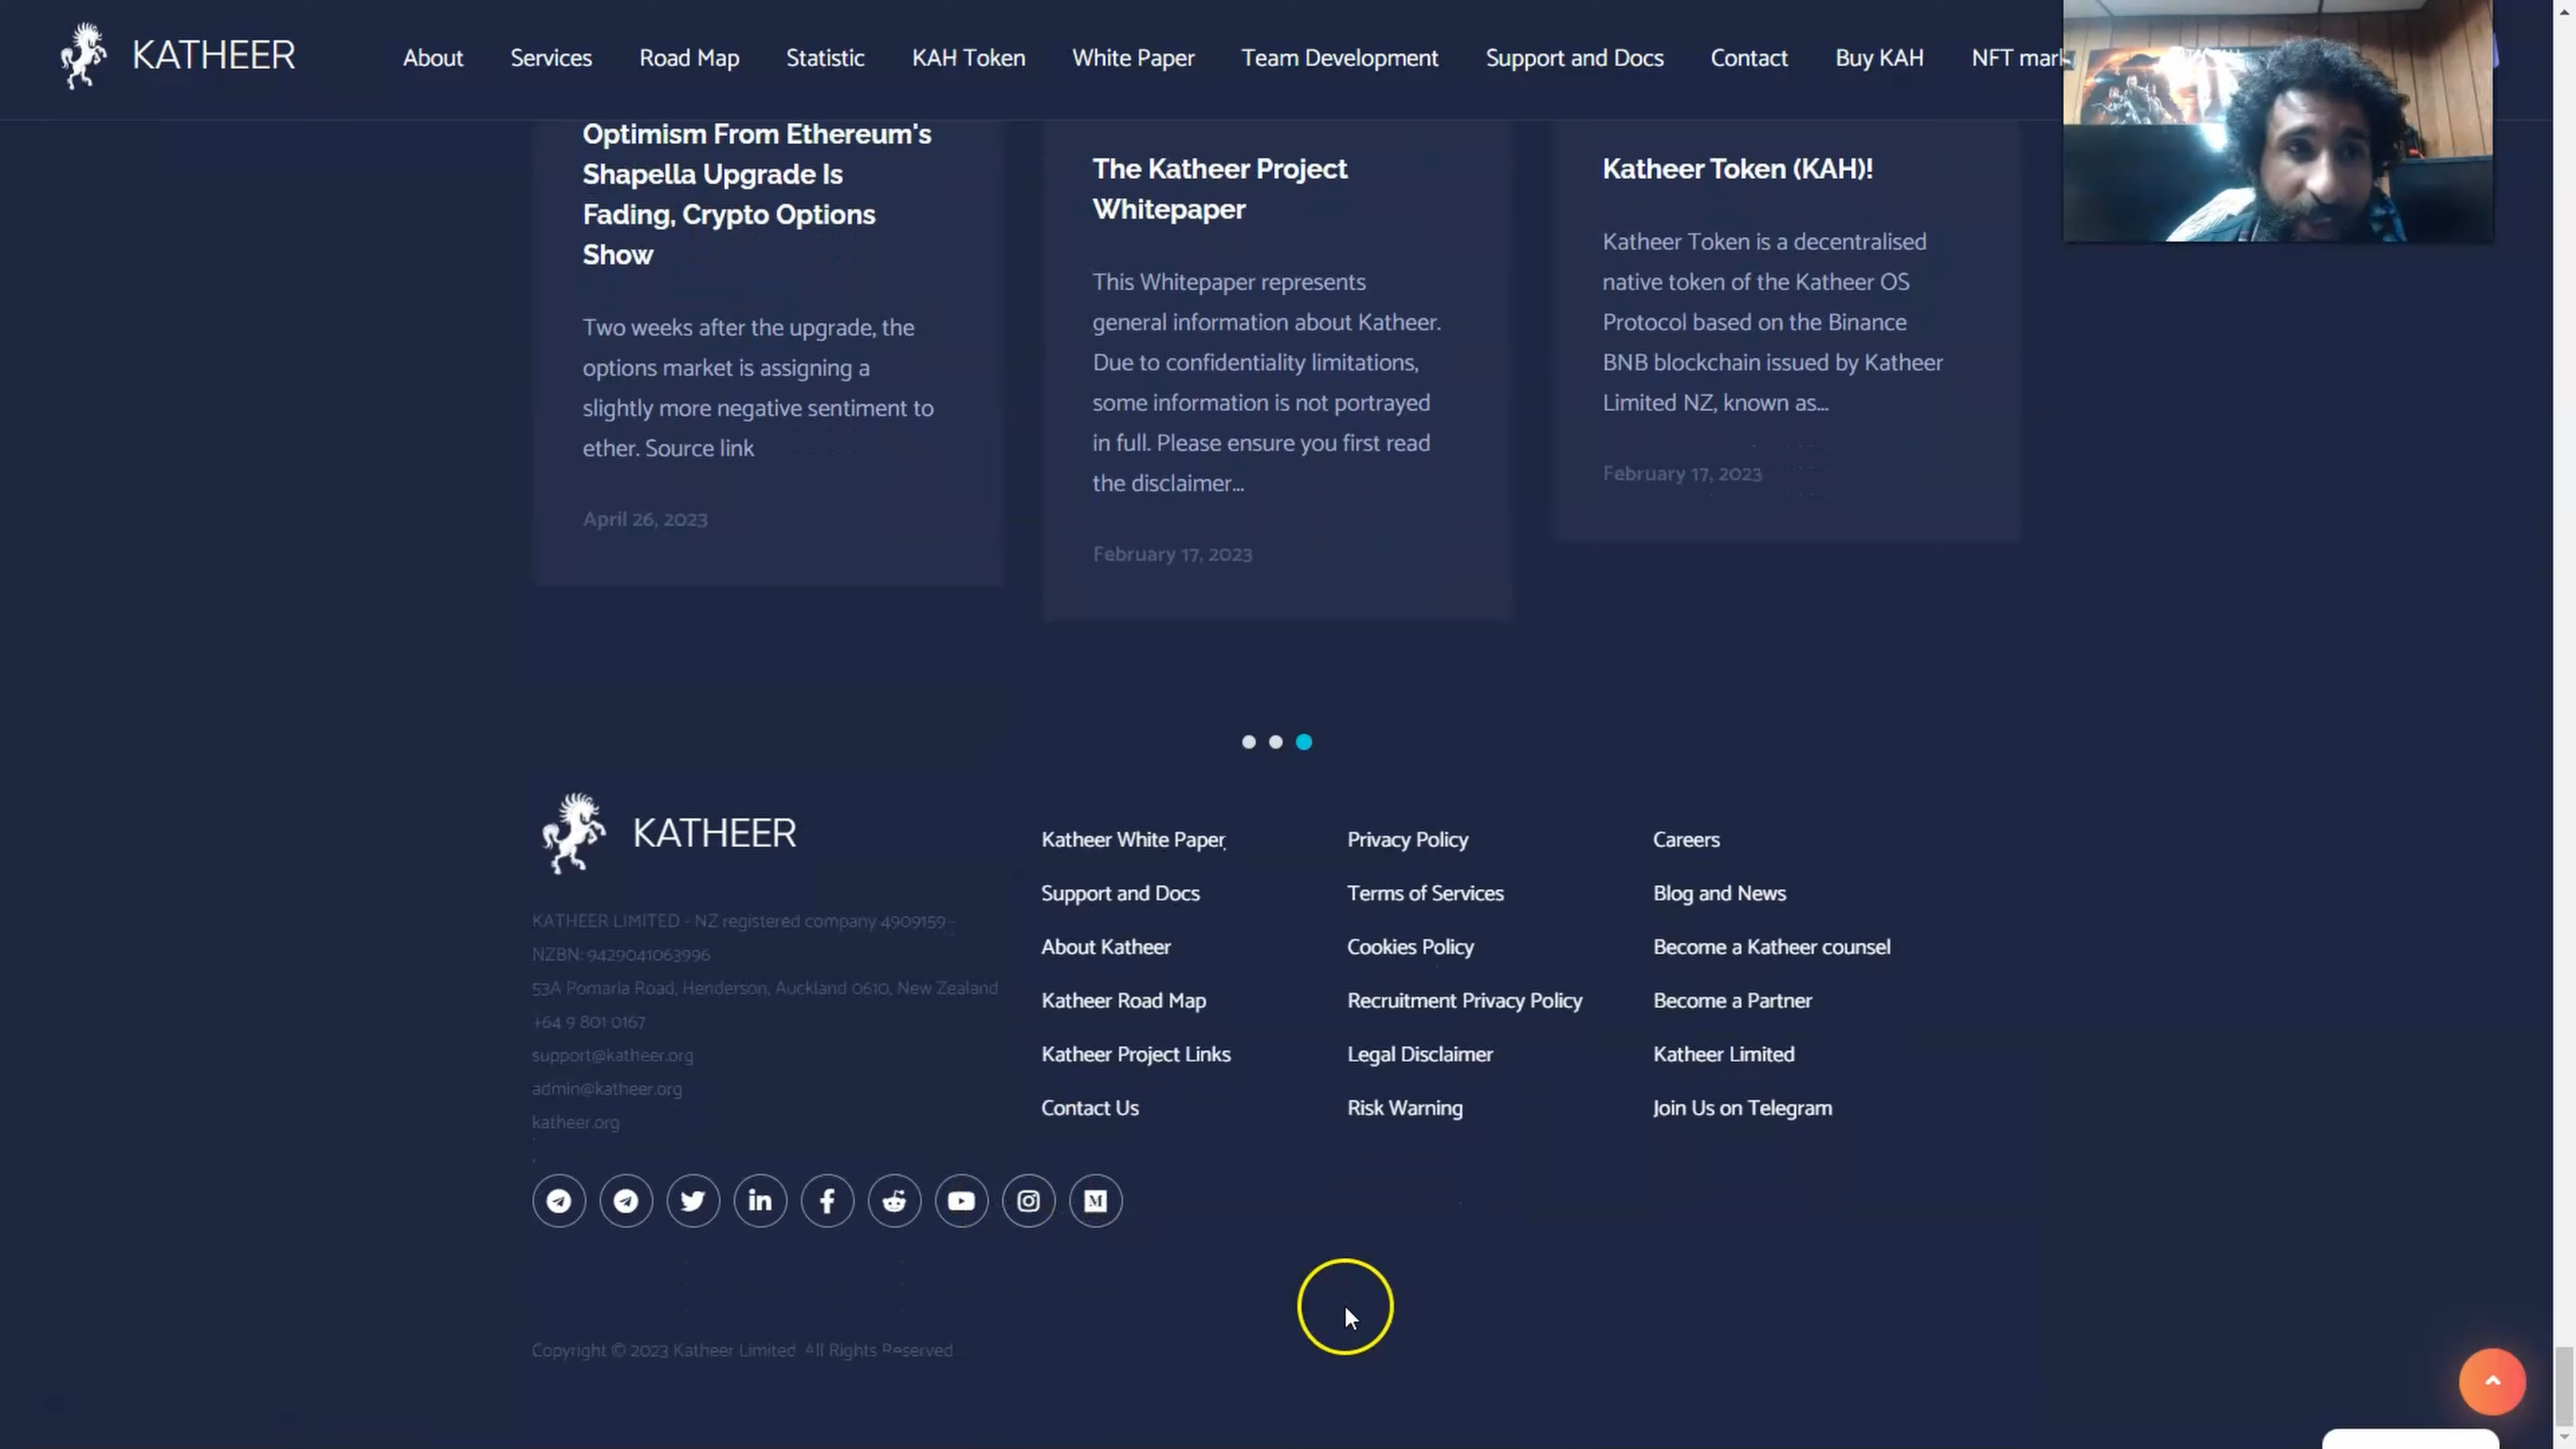 KATHEER
About Services Road Map Statistic KAH Token White Paper Team Development Support and Docs Contact Buy KAH NFT mark
Optimism From Ethereum's
Shapella Upgrade Is
Fading, Crypto Options
Show
Two weeks after the upgrade, the
options market is assigning a
slightly more negative sentiment to
ether. Source link
April 26, 2023
The Katheer Project
Whitepaper
This Whitepaper represents
general information about Katheer.
Due to confidentiality limitations,
some information is not portrayed
in full. Please ensure you first read
the disclaimer...
February 17, 2023
Katheer Token (KAH)!
Katheer Token is a decentralised
native token of the Katheer OS
Protocol based on the Binance
BNB blockchain issued by Katheer
Limited NZ, known as...
February 17, 2023
KATHEER
KATHEER LIMITED - NZ registered company 4909159 -
NZBN: 9429041063996
53A Pomaria Road, Henderson, Auckland 0610, New Zealand
+64 9 801 0167
support@katheer.org
admin@katheer.org
katheer.org
Katheer White Paper
Support and Docs
About Katheer
Katheer Road Map
Katheer Project Links
Contact Us
Privacy Policy
Terms of Services
Cookies Policy
Recruitment Privacy Policy
Legal Disclaimer
Risk Warning
Careers
Blog and News
Become a Katheer counsel
Become a Partner
Katheer Limited
Join Us on Telegram
Copyright © 2023 Katheer Limited. All Rights Reserved